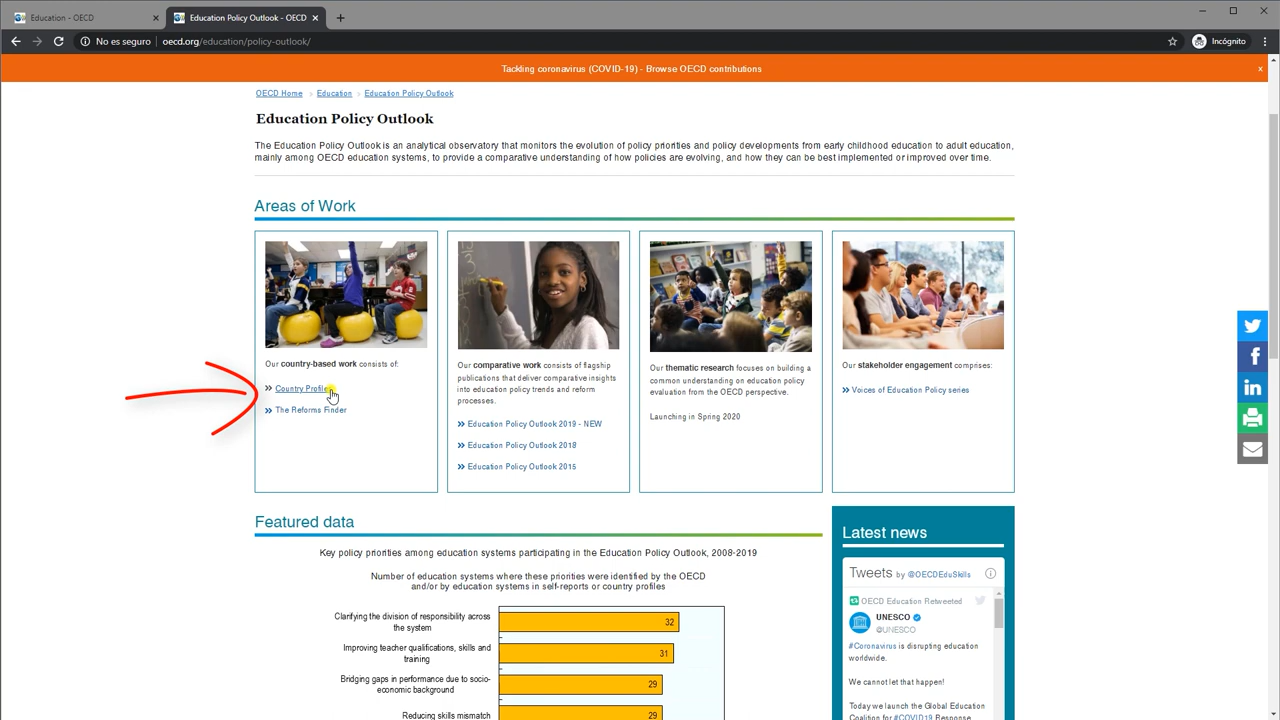 Education - OECD
Education Policy Outlook - OECD
No es seguro
oecd.org/education/policy-outlook/
Incógnito
Tackling coronavirus (COVID-19) - Browse OECD contributions
x
OECD Home › Education › Education Policy Outlook
Education Policy Outlook
The Education Policy Outlook is an analytical observatory that monitors the evolution of policy priorities and policy developments from early childhood education to adult education,
mainly among OECD education systems, to provide a comparative understanding of how policies are evolving, and how they can be best implemented or improved over time.
Areas of Work
Our country-based work consists of:
Country Profiles
The Reforms Finder
Our comparative work consists of flagship
publications that deliver comparative insights
into education policy trends and reform
processes.
Education Policy Outlook 2019 - NEW
Education Policy Outlook 2018
Education Policy Outlook 2015
Our thematic research focuses on building a
common understanding on education policy
evaluation from the OECD perspective.
Launching in Spring 2020
Our stakeholder engagement comprises:
Voices of Education Policy series
Featured data
Key policy priorities among education systems participating in the Education Policy Outlook, 2008-2019
Number of education systems where these priorities were identified by the OECD
and/or by education systems in self-reports or country profiles
Clarifying the division of responsibility across
the system
32
Improving teacher qualifications, skills and
training
31
Bridging gaps in performance due to socio-
economic background
29
Reducing skills mismatch
29
Latest news
Tweets by @OECDEduSkills
OECD Education Retweeted
UNESCO
@UNESCO
#Coronavirus is disrupting education
worldwide.
We cannot let that happen!
Today we launch the Global Education
Coalition for #COVID19 Response